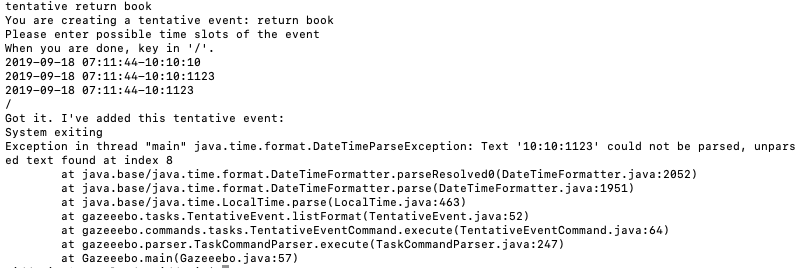 tentative return book
You are creating a tentative event: return book
Please enter possible time slots of the event
When you are done, key in '/'.
2019-09-18 07:11:44-10:10:10
2019-09-18 07:11:44-10:10:1123
2019-09-18 07:11:44-10:1123
/
Got it. I've added this tentative event:
System exiting
Exception in thread "main" java.time.format.DateTimeParseException: Text '10:10:1123' could not be parsed, unpars
ed text found at index 8
at java.base/java.time.format.DateTimeFormatter.parseResolved0(DateTimeFormatter.java:2052)
at java.base/java.time.format.DateTimeFormatter.parse(DateTimeFormatter.java:1951)
at java.base/java.time.LocalTime.parse(LocalTime.java:463)
at gazeeebo.tasks.TentativeEvent.listFormat(TentativeEvent.java:52)
at gazeeebo.commands.tasks.TentativeEventCommand.execute(TentativeEventCommand.java:64)
at gazeeebo.parser.TaskCommandParser.execute(TaskCommandParser.java:247)
at Gazeeebo.main(Gazeeebo.java:57)